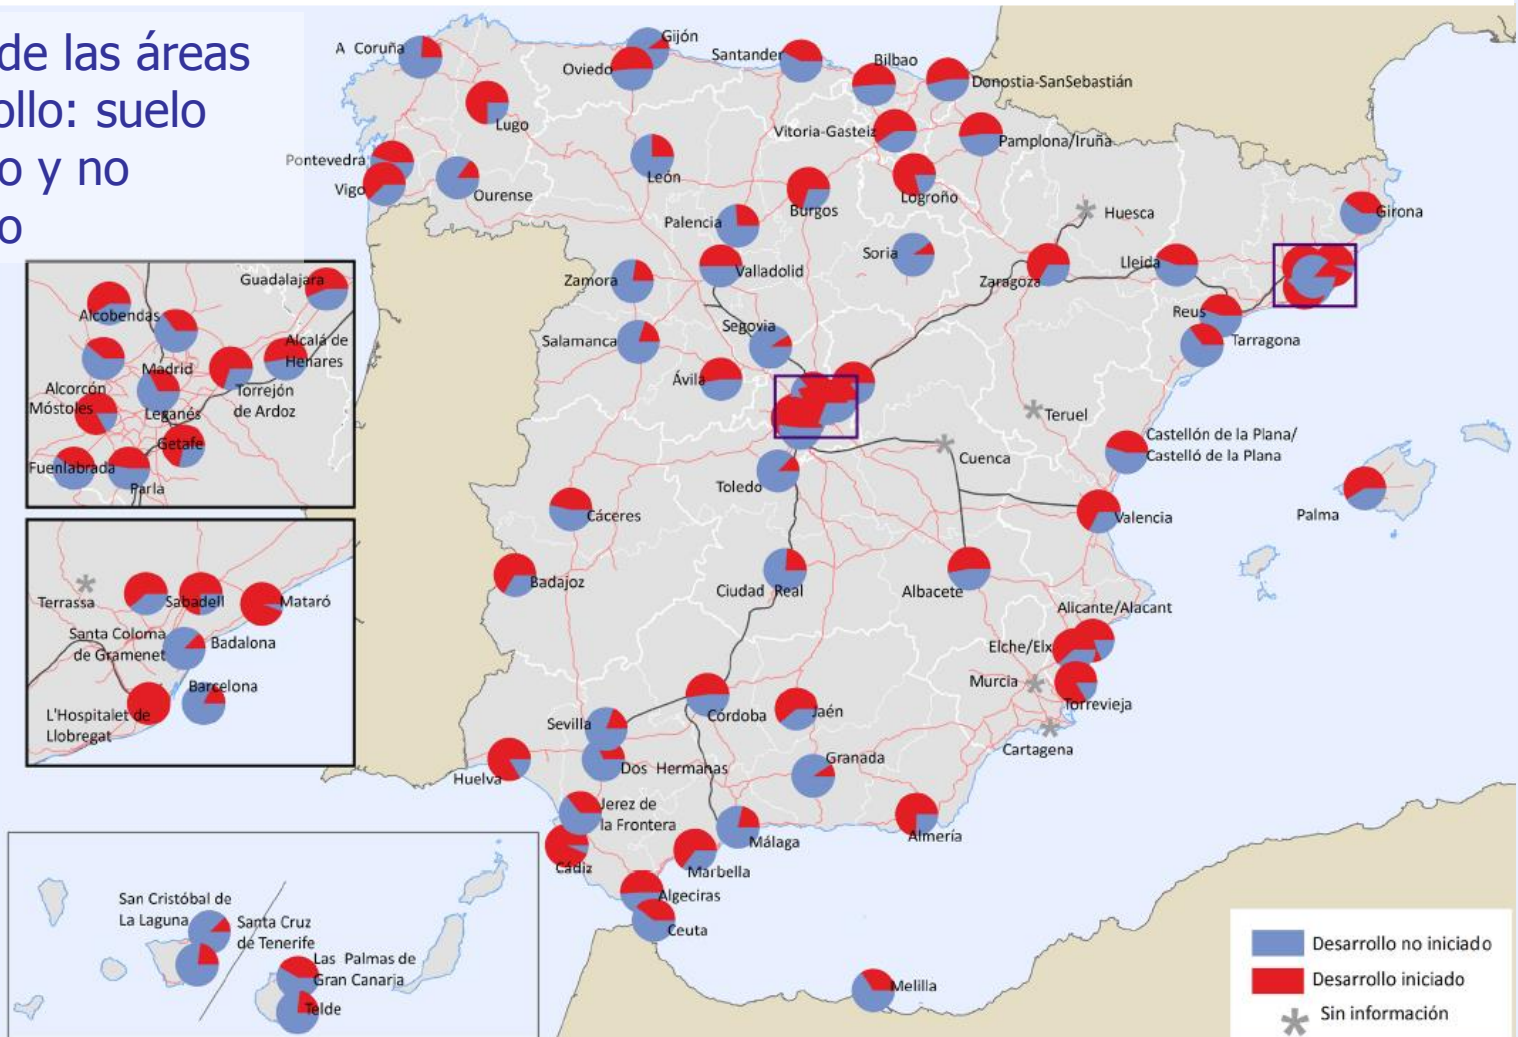 de las áreas
ollo: suelo
o y no
o
A Coruña
Gijón
Oviedo
Santander
Bilbao
Donostia-SanSebastián
Lugo
Vitoria-Gasteiz
Pamplona/Iruña
Pontevedra
Vigo
Ourense
León
Burgos
Logroño
Palencia
Huesca
Girona
Soria
Zamora
Valladolid
Zaragoza
Lleida
Reus
Tarragona
Salamanca
Segovia
Ávila
Teruel
Castellón de la Plana/
Castelló de la Plana
Cuenca
Toledo
Cáceres
Valencia
Palma
Badajoz
Ciudad Real
Albacete
Alicante/Alacant
Elche/Elx
Murcia
Torrevieja
Cartagena
Córdoba
Jaén
Sevilla
Dos Hermanas
Granada
Huelva
Jerez de
la Frontera
Málaga
Almería
Cádiz
Marbella
Algeciras
Ceuta
Melilla
Guadalajara
Alcobendas
Alcalá de
Henares
Madrid
Alcorcón
Torrejón
de Ardoz
Móstoles
Leganés
Getafe
Fuenlabrada
Parla
Terrassa
Sabadell
Mataró
Santa Coloma
de Gramenet
Badalona
Barcelona
L'Hospitalet de
Llobregat
San Cristóbal de
La Laguna
Santa Cruz
de Tenerife
Las Palmas de
Gran Canaria
Telde
Desarrollo no iniciado
Desarrollo iniciado
Sin información